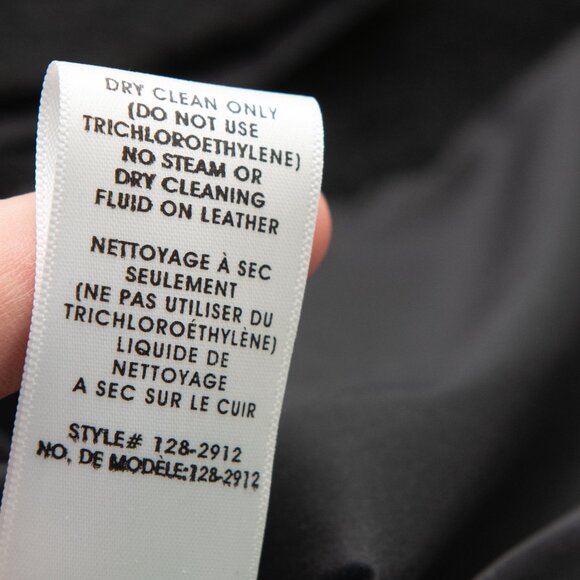 DRY CLEAN ONLY
(DO NOT USE
TRICHLOROETHYLENE)
NO STEAM OR
DRY CLEANING
FLUID ON LEATHER
NETTOYAGE À SEC
SEULEMENT
(NE PAS UTILISER DU
TRICHLOROÉTHYLÈNE)
LIQUIDE DE
NETTOYAGE
A SEC SUR LE CUIR
STYLE# 128-2912
NO. DE MODÈLE:128-2912